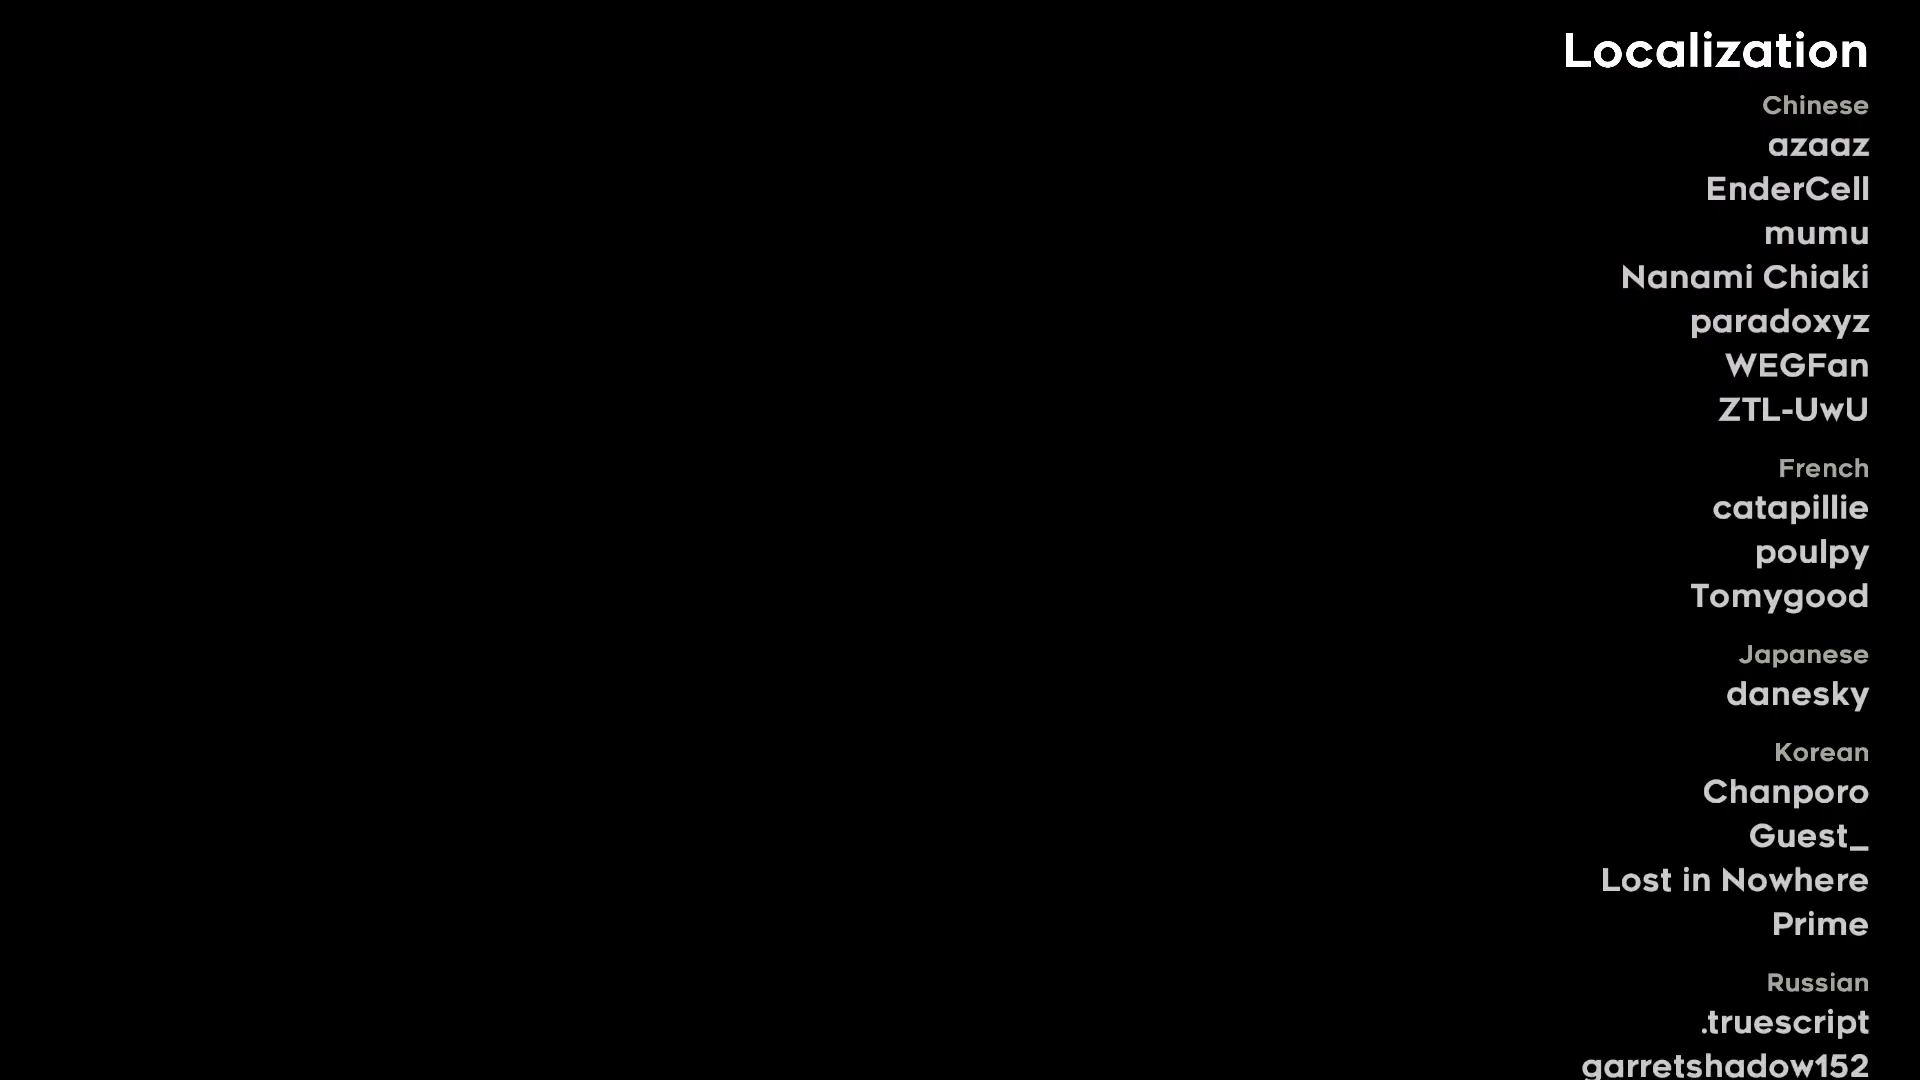 Localization
Chinese
azaaz
EnderCell
mumu
Nanami Chiaki
paradoxyz
WEGFan
ZTL-UwU
French
catapillie
poulpy
Tomygood
Japanese
danesky
Korean
Chanporo
Guest_
Lost in Nowhere
Prime
Russian
.truescript
garretshadow152